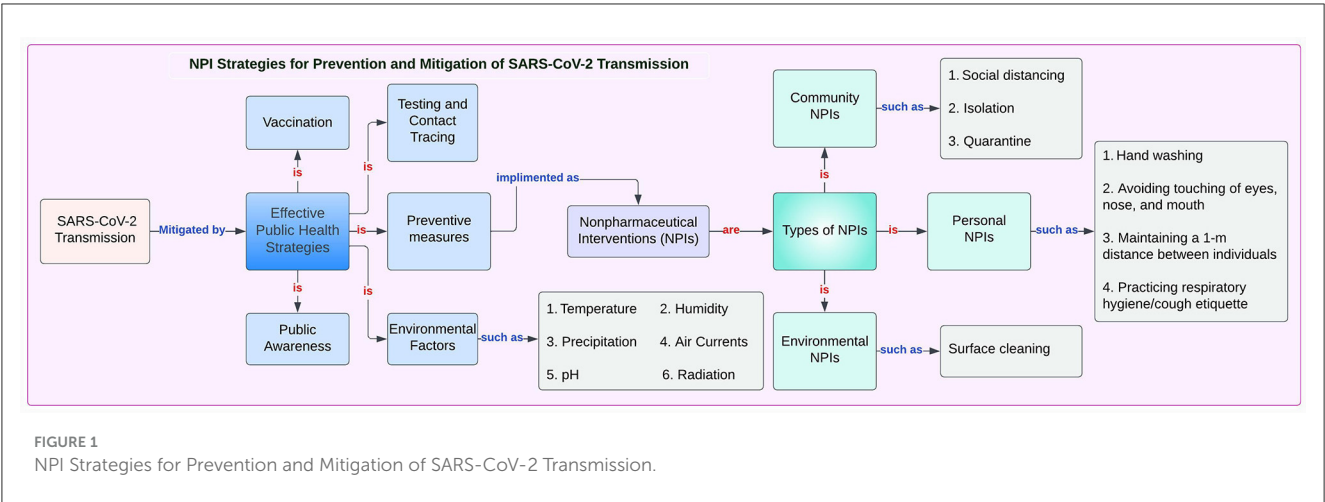 NPI Strategies for Prevention and Mitigation of SARS-CoV-2 Transmission
SARS-CoV-2
Transmission
Mitigated by
Effective
Public Health
Strategies
is
Vaccination
is
Testing and
Contact
Tracing
is
Preventive
measures
is
Public
Awareness
is
Environmental
Factors
such as
1. Temperature
2. Humidity
3. Precipitation
4. Air Currents
5. pH
6. Radiation
implimented as
Nonpharmaceutical
Interventions (NPIs)
are
Types of NPIs
is
Community
NPIs
such as
1. Social distancing
2. Isolation
3. Quarantine
is
Personal
NPIs
such as
1. Hand washing
2. Avoiding touching of eyes,
nose, and mouth
3. Maintaining a 1-m
distance between individuals
4. Practicing respiratory
hygiene/cough etiquette
is
Environmental
NPIs
such as
Surface cleaning
FIGURE 1
NPI Strategies for Prevention and Mitigation of SARS-CoV-2 Transmission.